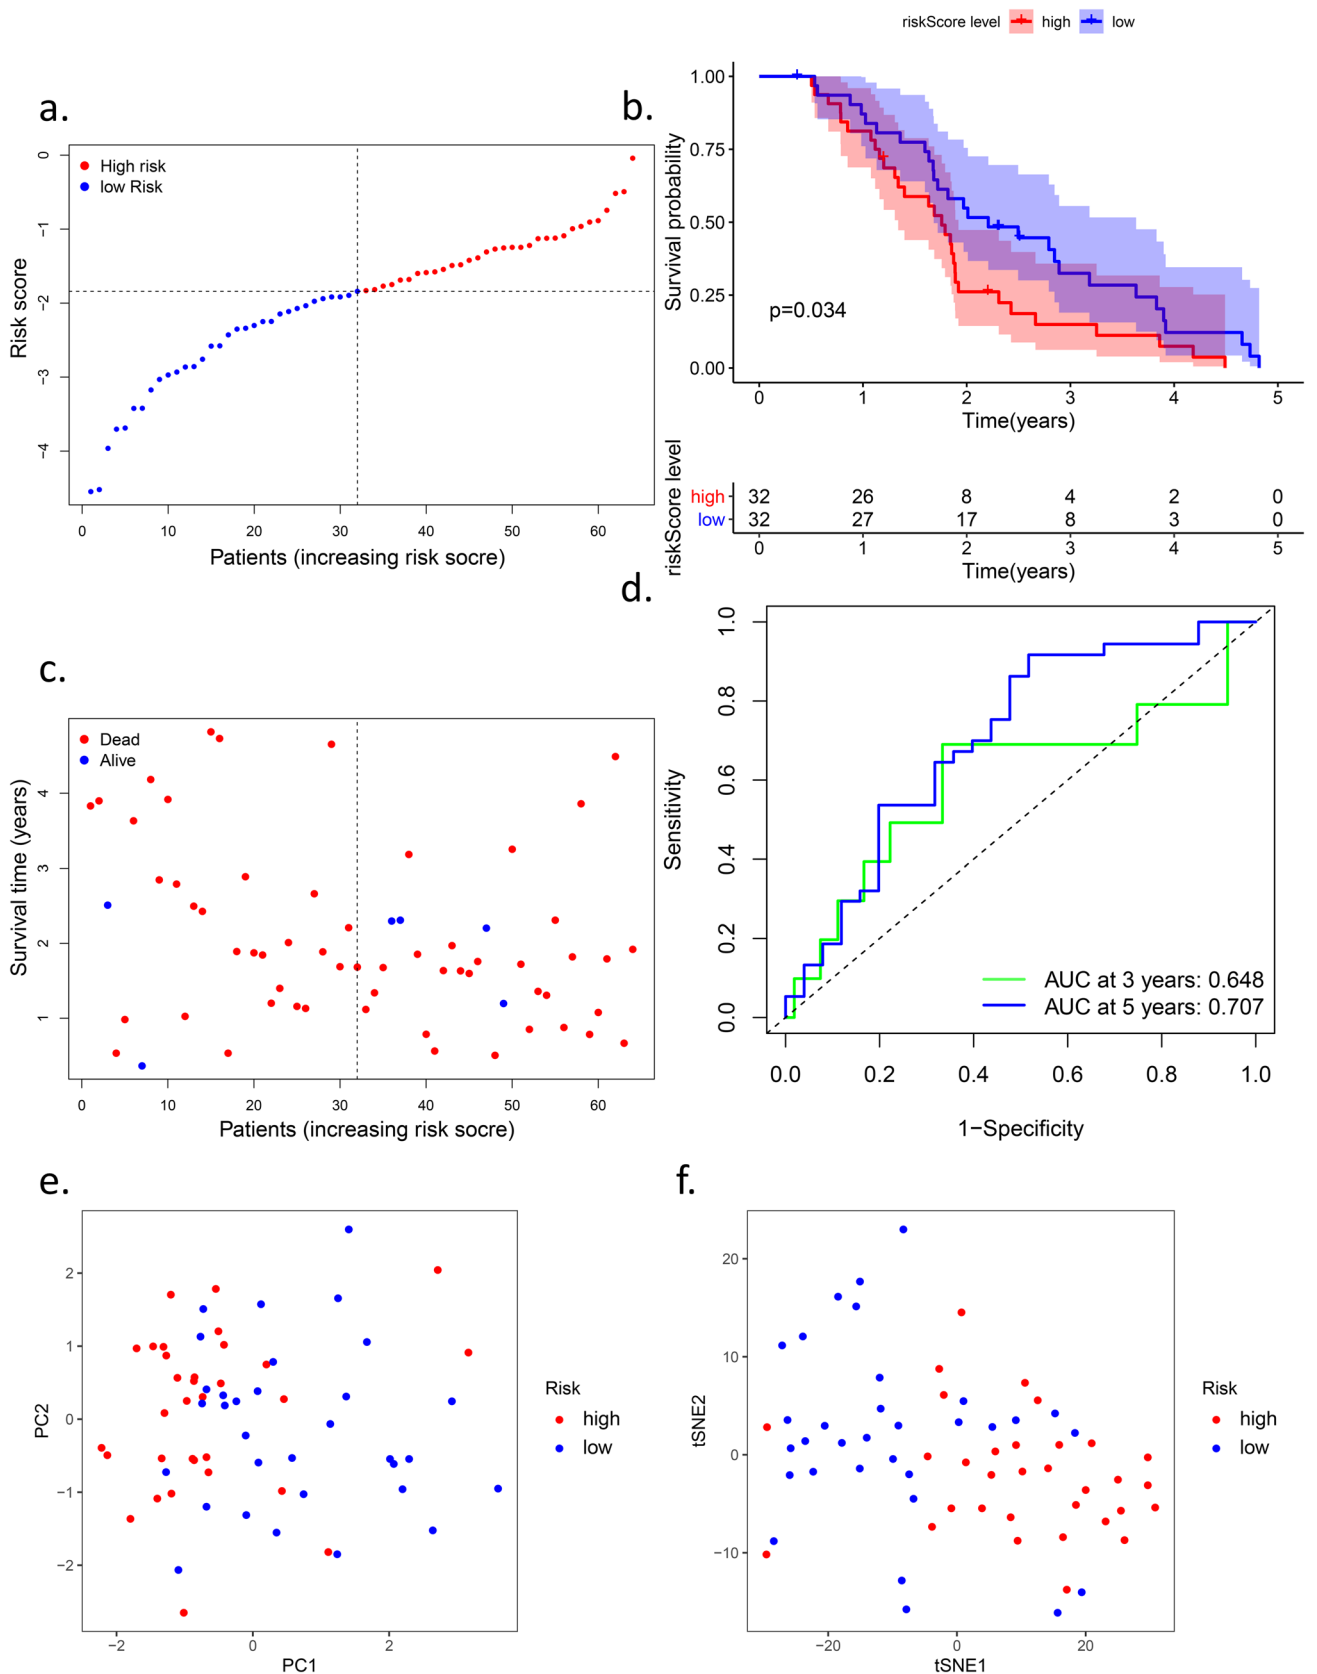 riskScore level high low
a.
b.
High risk
low Risk
0
−1
−2
−3
−4
Risk score
0 10 20 30 40 50 60
Patients (increasing risk socre)
1.00
0.75
0.50
0.25
0.00
Survival probability
p=0.034
0 1 2 3 4 5
Time(years)
riskScore level
high 32 26 8 4 2 0
low 32 27 17 8 3 0
0 1 2 3 4 5
Time(years)
c.
d.
Dead
Alive
4
3
2
1
Survival time (years)
0 10 20 30 40 50 60
Patients (increasing risk socre)
1.0
0.8
0.6
0.4
0.2
0.0
Sensitivity
AUC at 3 years: 0.648
AUC at 5 years: 0.707
0.0 0.2 0.4 0.6 0.8 1.0
1−Specificity
e.
f.
2
1
0
−1
−2
PC2
−2 0 2
PC1
Risk
high
low
20
10
0
−10
tSNE2
−20 0 20
tSNE1
Risk
high
low